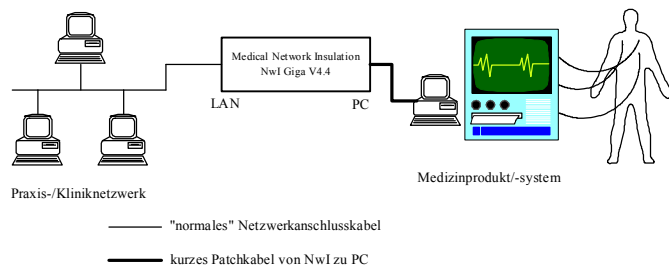 Medical Network Insulation
NwI Giga V4.4
LAN
PC
Praxis-/Kliniknetzwerk
Medizinprodukt/-system
"normales" Netzwerkanschlusskabel
kurzes Patchkabel von NwI zu PC